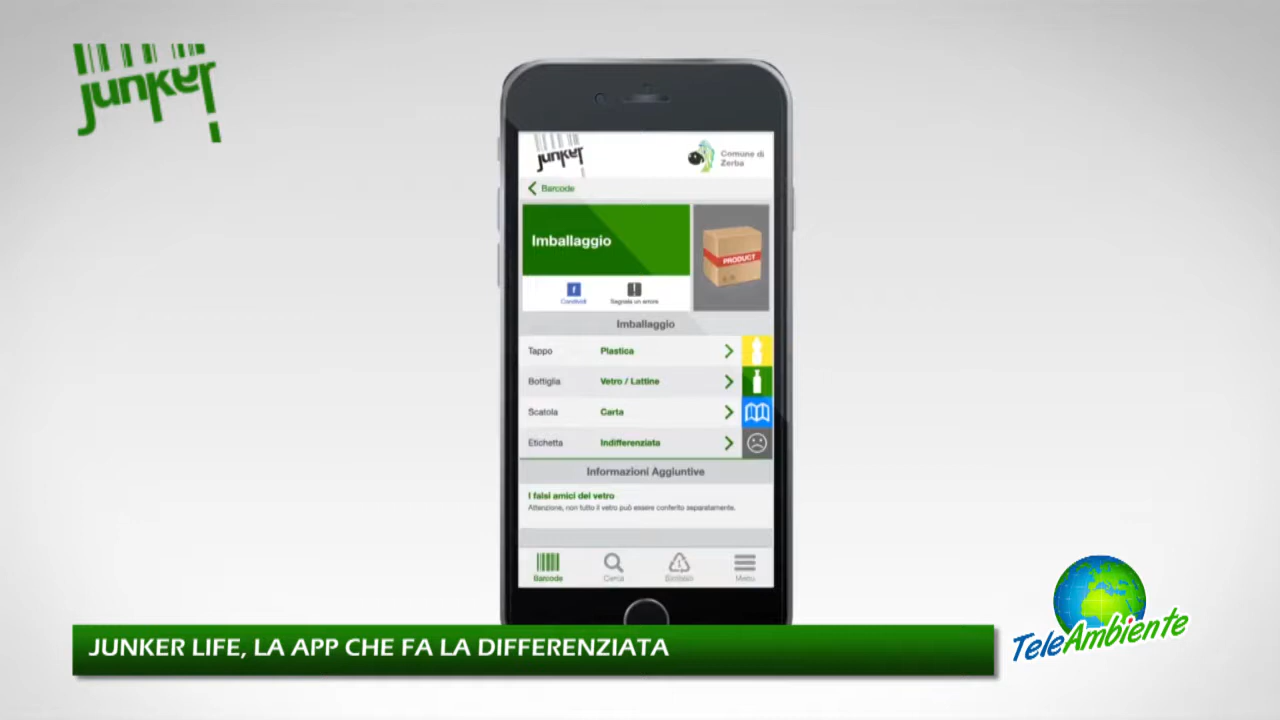 junker
junker
Comune di
Zerba
Barcode
Imballaggio
PRODUCT
f
Condividi
Segnala un errore
Imballaggio
Tappo Plastica
Bottiglia Vetro / Lattine
Scatola Carta
Etichetta Indifferenziata
Informazioni Aggiuntive
I falsi amici del vetro
Attenzione, non tutto il vetro può essere conferito separatamente.
Barcode Cerca Simbolo Menu
JUNKER LIFE, LA APP CHE FA LA DIFFERENZIATA
TeleAmbiente